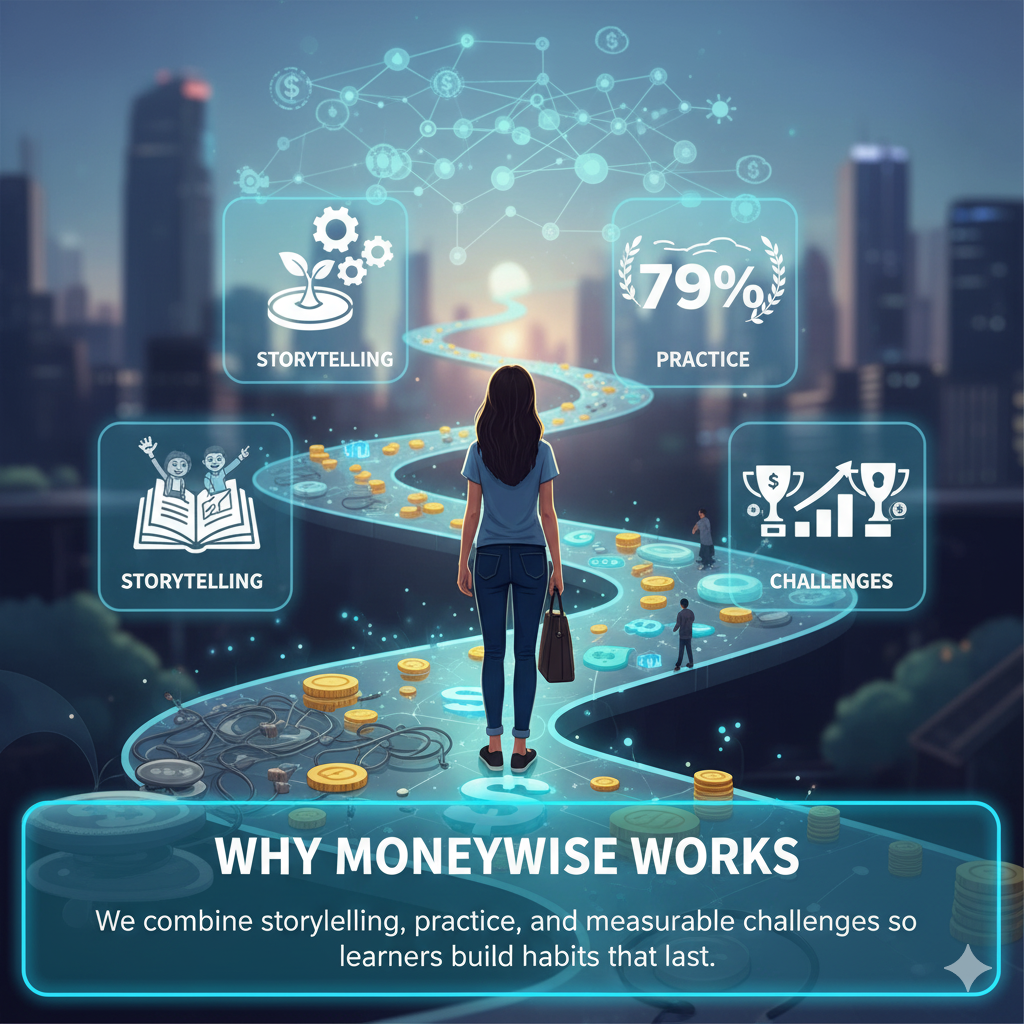 STORYTELLING
79%
PRACTICE
STORYTELLING
CHALLENGES
WHY MONEYWISE WORKS
We combine storylelling, practice, and measurable challenges so
learners build habits that last.